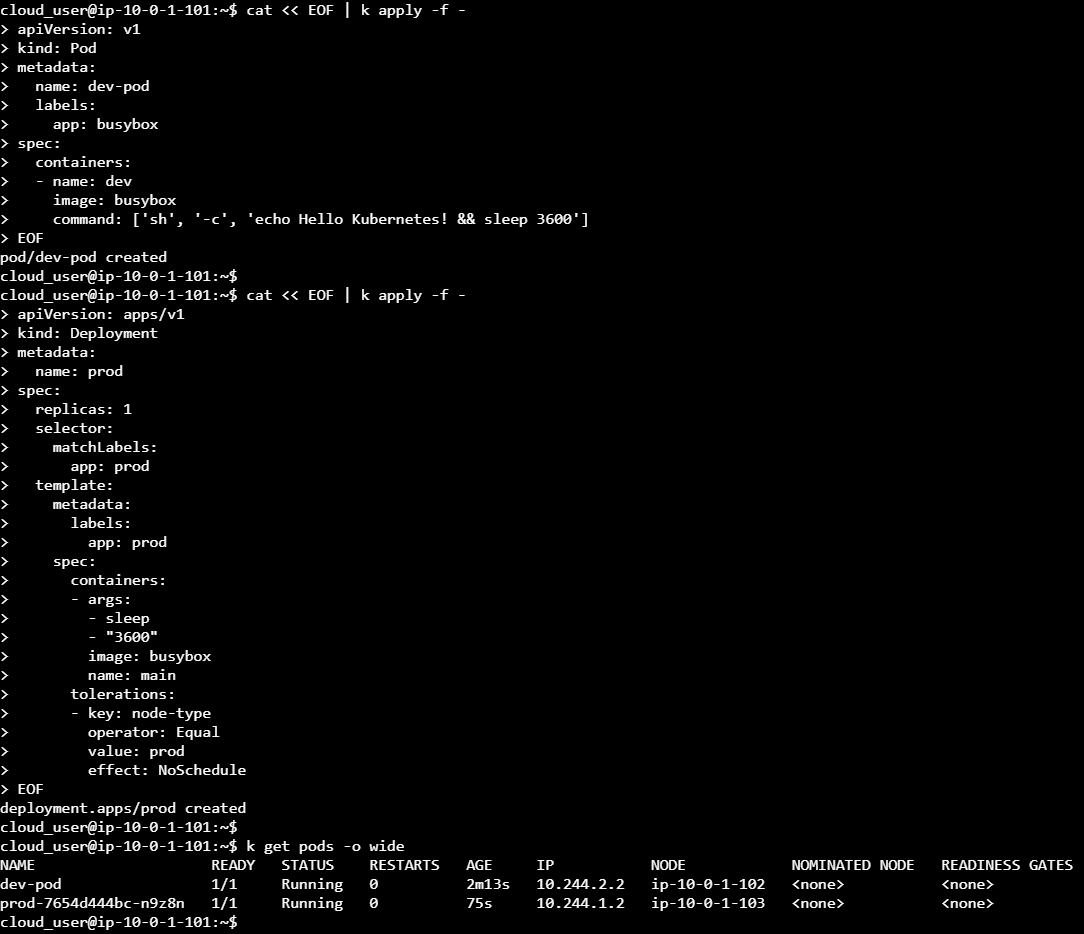 cloud_user@ip-10-0-1-101:~$ cat << EOF | k apply -f -
> apiVersion: v1
> kind: Pod
> metadata:
>   name: dev-pod
>   labels:
>     app: busybox
> spec:
>   containers:
>   - name: dev
>     image: busybox
>     command: ['sh', '-c', 'echo Hello Kubernetes! && sleep 3600']
> EOF
pod/dev-pod created
cloud_user@ip-10-0-1-101:~$
cloud_user@ip-10-0-1-101:~$ cat << EOF | k apply -f -
> apiVersion: apps/v1
> kind: Deployment
> metadata:
>   name: prod
> spec:
>   replicas: 1
>   selector:
>     matchLabels:
>       app: prod
>   template:
>     metadata:
>       labels:
>         app: prod
>     spec:
>       containers:
>       - args:
>         - sleep
>         - "3600"
>         image: busybox
>         name: main
>       tolerations:
>       - key: node-type
>         operator: Equal
>         value: prod
>         effect: NoSchedule
> EOF
deployment.apps/prod created
cloud_user@ip-10-0-1-101:~$
cloud_user@ip-10-0-1-101:~$ k get pods -o wide
NAME                    READY   STATUS    RESTARTS   AGE     IP           NODE            NOMINATED NODE   READINESS GATES
dev-pod                 1/1     Running   0          2m13s   10.244.2.2   ip-10-0-1-102   <none>           <none>
prod-7654d444bc-n9z8n   1/1     Running   0          75s     10.244.1.2   ip-10-0-1-103   <none>           <none>
cloud_user@ip-10-0-1-101:~$